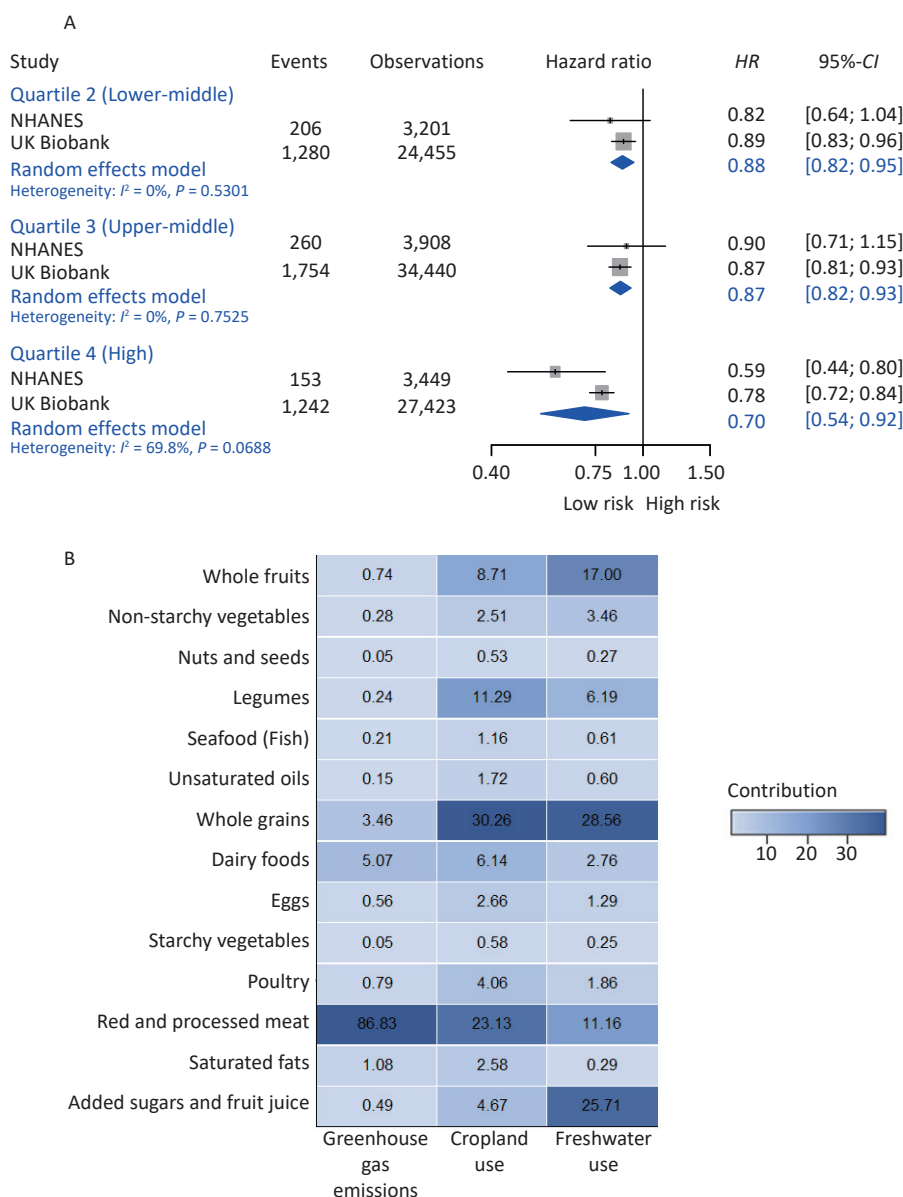 A
Study Events Observations Hazard ratio HR 95%-CI
Quartile 2 (Lower-middle)
NHANES 206 3,201 0.82 [0.64; 1.04]
UK Biobank 1,280 24,455 0.89 [0.83; 0.96]
Random effects model 0.88 [0.82; 0.95]
Heterogeneity: I² = 0%, P = 0.5301
Quartile 3 (Upper-middle)
NHANES 260 3,908 0.90 [0.71; 1.15]
UK Biobank 1,754 34,440 0.87 [0.81; 0.93]
Random effects model 0.87 [0.82; 0.93]
Heterogeneity: I² = 0%, P = 0.7525
Quartile 4 (High)
NHANES 153 3,449 0.59 [0.44; 0.80]
UK Biobank 1,242 27,423 0.78 [0.72; 0.84]
Random effects model 0.70 [0.54; 0.92]
Heterogeneity: I² = 69.8%, P = 0.0688
0.40 0.75 1.00 1.50
Low risk High risk
B
Whole fruits 0.74 8.71 17.00
Non-starchy vegetables 0.28 2.51 3.46
Nuts and seeds 0.05 0.53 0.27
Legumes 0.24 11.29 6.19
Seafood (Fish) 0.21 1.16 0.61
Unsaturated oils 0.15 1.72 0.60
Whole grains 3.46 30.26 28.56
Dairy foods 5.07 6.14 2.76
Eggs 0.56 2.66 1.29
Starchy vegetables 0.05 0.58 0.25
Poultry 0.79 4.06 1.86
Red and processed meat 86.83 23.13 11.16
Saturated fats 1.08 2.58 0.29
Added sugars and fruit juice 0.49 4.67 25.71
Greenhouse Cropland Freshwater
gas use use
emissions
Contribution
10 20 30